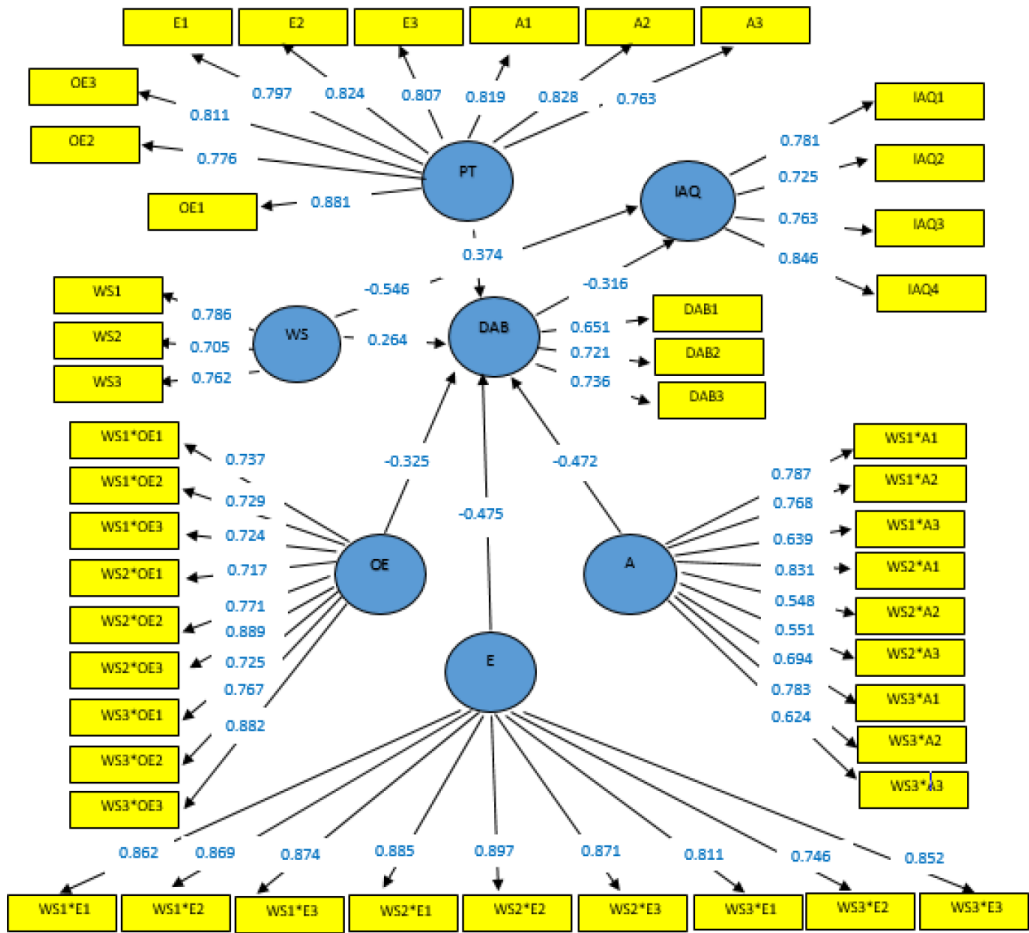 E1
E2
E3
A1
A2
A3
OE3
OE2
OE1
0.797
0.824
0.807
0.819
0.828
0.763
0.811
0.776
0.881
PT
IAQ
IAQ1
IAQ2
IAQ3
IAQ4
0.781
0.725
0.763
0.846
0.374
-0.546
-0.316
WS1
WS2
WS3
0.786
0.705
0.762
WS
0.264
DAB
0.651
0.721
0.736
DAB1
DAB2
DAB3
-0.325
-0.475
-0.472
WS1*OE1
WS1*OE2
WS1*OE3
WS2*OE1
WS2*OE2
WS2*OE3
WS3*OE1
WS3*OE2
WS3*OE3
0.737
0.729
0.724
0.717
0.771
0.889
0.725
0.767
0.882
OE
E
A
0.787
0.768
0.639
0.831
0.548
0.551
0.694
0.783
0.624
WS1*A1
WS1*A2
WS1*A3
WS2*A1
WS2*A2
WS2*A3
WS3*A1
WS3*A2
WS3*A3
0.862
0.869
0.874
0.885
0.897
0.871
0.811
0.746
0.852
WS1*E1
WS1*E2
WS1*E3
WS2*E1
WS2*E2
WS2*E3
WS3*E1
WS3*E2
WS3*E3